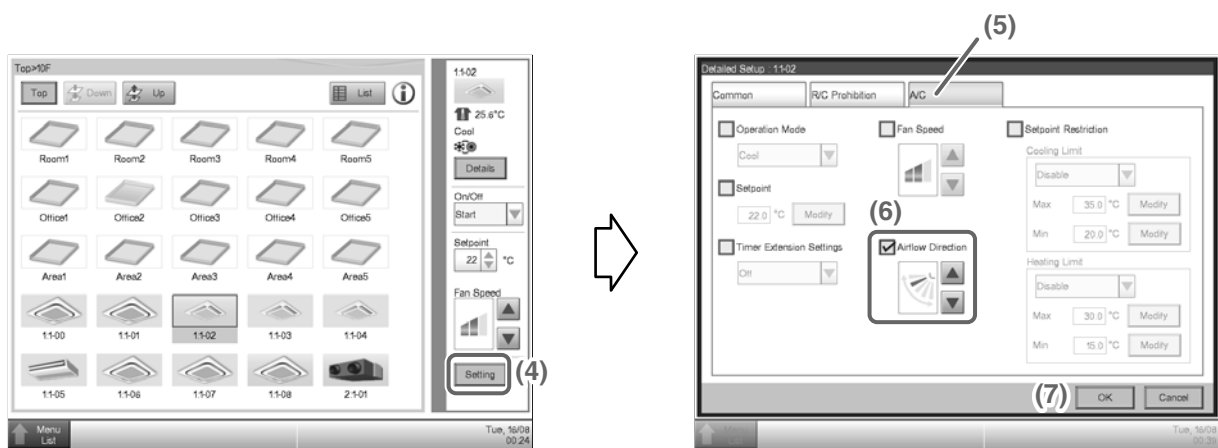 (5)
Top>10F
Top Down Up List
Room1 Room2 Room3 Room4 Room5
Office1 Office2 Office3 Office4 Office5
Area1 Area2 Area3 Area4 Area5
1:1-00 1:1-01 1:1-02 1:1-03 1:1-04
1:1-05 1:1-06 1:1-07 1:1-08 2:1-01
1:1-02
25.6°C
Cool
Details
On/Off
Start
Setpoint
22 °C
Fan Speed
Setting
(4)
Menu
List
Tue, 16/08
00:24
Detailed Setup : 1:1-02
Common R/C Prohibition A/C
Operation Mode
Cool
Setpoint
22.0 °C Modify
Timer Extension Settings
Off
Fan Speed
(6)
Airflow Direction
Setpoint Restriction
Cooling Limit
Disable
Max 35.0 °C Modify
Min 20.0 °C Modify
Heating Limit
Disable
Max 30.0 °C Modify
Min 15.0 °C Modify
(7)
OK Cancel
Menu
List
Tue, 16/08
00:39